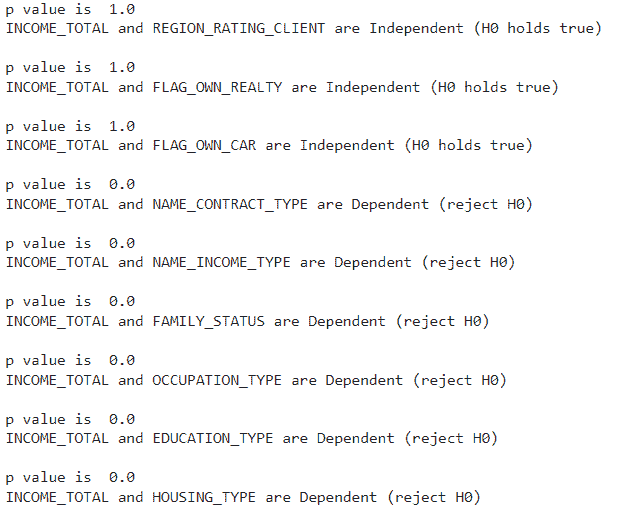 p value is  1.0
INCOME_TOTAL and REGION_RATING_CLIENT are Independent (H0 holds true)
p value is  1.0
INCOME_TOTAL and FLAG_OWN_REALTY are Independent (H0 holds true)
p value is  1.0
INCOME_TOTAL and FLAG_OWN_CAR are Independent (H0 holds true)
p value is  0.0
INCOME_TOTAL and NAME_CONTRACT_TYPE are Dependent (reject H0)
p value is  0.0
INCOME_TOTAL and NAME_INCOME_TYPE are Dependent (reject H0)
p value is  0.0
INCOME_TOTAL and FAMILY_STATUS are Dependent (reject H0)
p value is  0.0
INCOME_TOTAL and OCCUPATION_TYPE are Dependent (reject H0)
p value is  0.0
INCOME_TOTAL and EDUCATION_TYPE are Dependent (reject H0)
p value is  0.0
INCOME_TOTAL and HOUSING_TYPE are Dependent (reject H0)